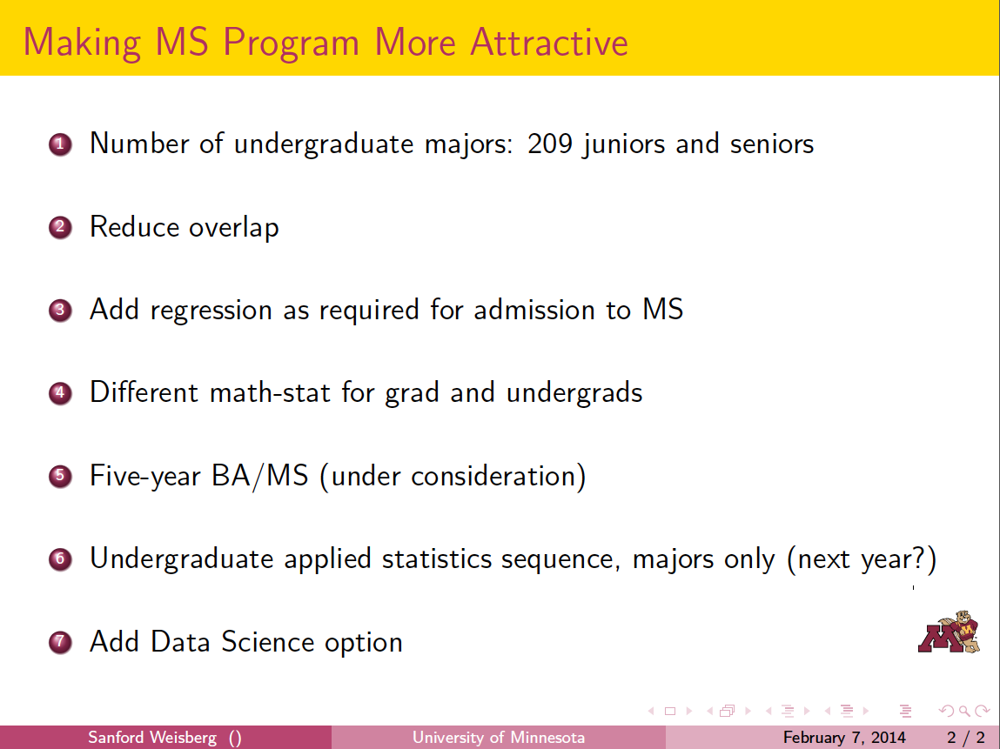 Making MS Program More Attractive
1 Number of undergraduate majors: 209 juniors and seniors
2 Reduce overlap
3 Add regression as required for admission to MS
4 Different math-stat for grad and undergrads
5 Five-year BA/MS (under consideration)
6 Undergraduate applied statistics sequence, majors only (next year?)
7 Add Data Science option
M
M
Sanford Weisberg () University of Minnesota February 7, 2014 2 / 2